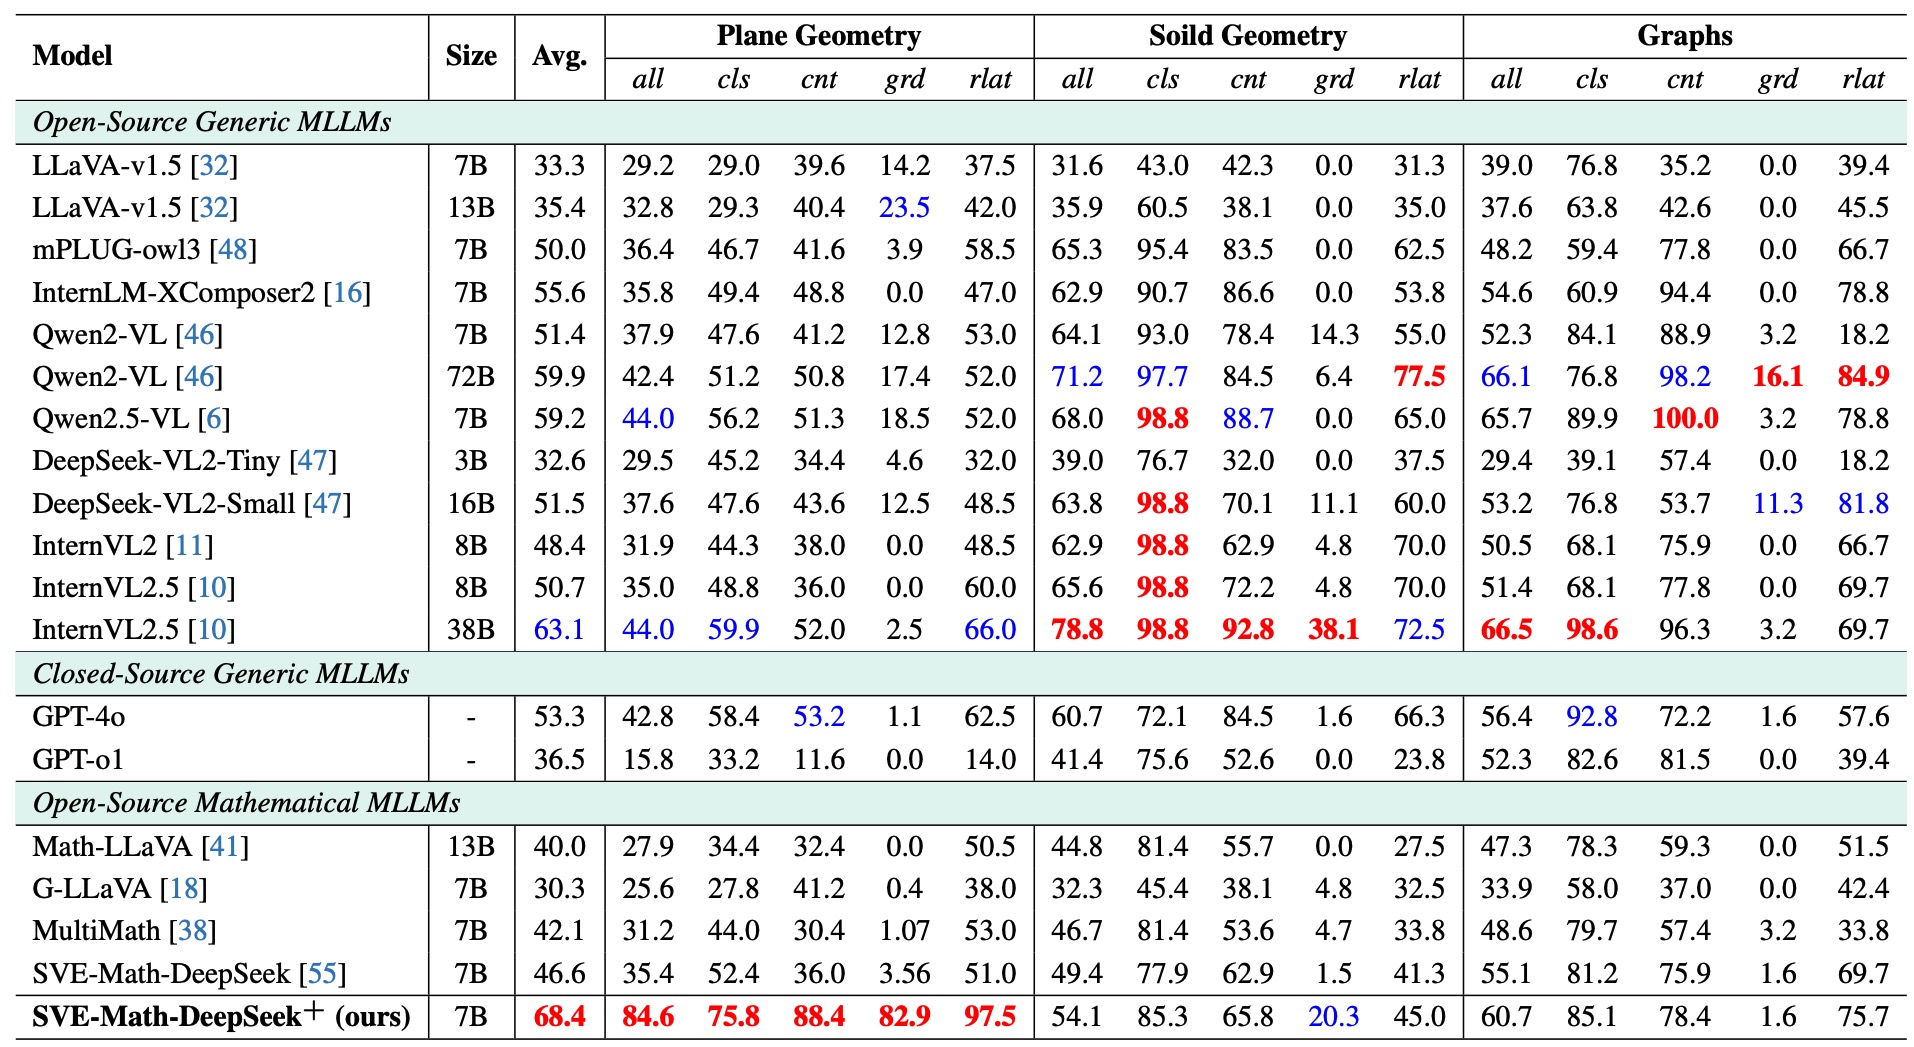 Model Size Avg. Plane Geometry Soild Geometry Graphs
all cls cnt grd rlat all cls cnt grd rlat all cls cnt grd rlat
Open-Source Generic MLLMs
LLaVA-v1.5 [32] 7B 33.3 29.2 29.0 39.6 14.2 37.5 31.6 43.0 42.3 0.0 31.3 39.0 76.8 35.2 0.0 39.4
LLaVA-v1.5 [32] 13B 35.4 32.8 29.3 40.4 23.5 42.0 35.9 60.5 38.1 0.0 35.0 37.6 63.8 42.6 0.0 45.5
mPLUG-owl3 [48] 7B 50.0 36.4 46.7 41.6 3.9 58.5 65.3 95.4 83.5 0.0 62.5 48.2 59.4 77.8 0.0 66.7
InternLM-XComposer2 [16] 7B 55.6 35.8 49.4 48.8 0.0 47.0 62.9 90.7 86.6 0.0 53.8 54.6 60.9 94.4 0.0 78.8
Qwen2-VL [46] 7B 51.4 37.9 47.6 41.2 12.8 53.0 64.1 93.0 78.4 14.3 55.0 52.3 84.1 88.9 3.2 18.2
Qwen2-VL [46] 72B 59.9 42.4 51.2 50.8 17.4 52.0 71.2 97.7 84.5 6.4 77.5 66.1 76.8 98.2 16.1 84.9
Qwen2.5-VL [6] 7B 59.2 44.0 56.2 51.3 18.5 52.0 68.0 98.8 88.7 0.0 65.0 65.7 89.9 100.0 3.2 78.8
DeepSeek-VL2-Tiny [47] 3B 32.6 29.5 45.2 34.4 4.6 32.0 39.0 76.7 32.0 0.0 37.5 29.4 39.1 57.4 0.0 18.2
DeepSeek-VL2-Small [47] 16B 51.5 37.6 47.6 43.6 12.5 48.5 63.8 98.8 70.1 11.1 60.0 53.2 76.8 53.7 11.3 81.8
InternVL2 [11] 8B 48.4 31.9 44.3 38.0 0.0 48.5 62.9 98.8 62.9 4.8 70.0 50.5 68.1 75.9 0.0 66.7
InternVL2.5 [10] 8B 50.7 35.0 48.8 36.0 0.0 60.0 65.6 98.8 72.2 4.8 70.0 51.4 68.1 77.8 0.0 69.7
InternVL2.5 [10] 38B 63.1 44.0 59.9 52.0 2.5 66.0 78.8 98.8 92.8 38.1 72.5 66.5 98.6 96.3 3.2 69.7
Closed-Source Generic MLLMs
GPT-4o - 53.3 42.8 58.4 53.2 1.1 62.5 60.7 72.1 84.5 1.6 66.3 56.4 92.8 72.2 1.6 57.6
GPT-o1 - 36.5 15.8 33.2 11.6 0.0 14.0 41.4 75.6 52.6 0.0 23.8 52.3 82.6 81.5 0.0 39.4
Open-Source Mathematical MLLMs
Math-LLaVA [41] 13B 40.0 27.9 34.4 32.4 0.0 50.5 44.8 81.4 55.7 0.0 27.5 47.3 78.3 59.3 0.0 51.5
G-LLaVA [18] 7B 30.3 25.6 27.8 41.2 0.4 38.0 32.3 45.4 38.1 4.8 32.5 33.9 58.0 37.0 0.0 42.4
MultiMath [38] 7B 42.1 31.2 44.0 30.4 1.07 53.0 46.7 81.4 53.6 4.7 33.8 48.6 79.7 57.4 3.2 33.8
SVE-Math-DeepSeek [55] 7B 46.6 35.4 52.4 36.0 3.56 51.0 49.4 77.9 62.9 1.5 41.3 55.1 81.2 75.9 1.6 69.7
SVE-Math-DeepSeek⁺ (ours) 7B 68.4 84.6 75.8 88.4 82.9 97.5 54.1 85.3 65.8 20.3 45.0 60.7 85.1 78.4 1.6 75.7